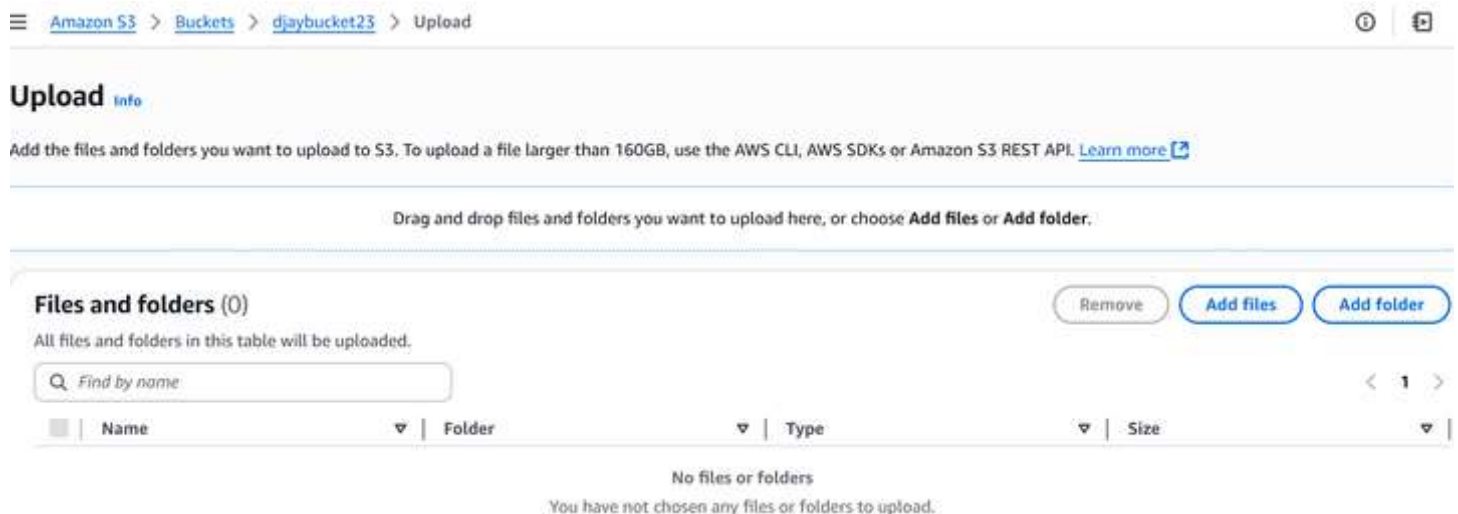 Amazon S3 > Buckets > djaybucket23 > Upload
Upload Info
Add the files and folders you want to upload to S3. To upload a file larger than 160GB, use the AWS CLI, AWS SDKs or Amazon S3 REST API. Learn more
Drag and drop files and folders you want to upload here, or choose Add files or Add folder.
Files and folders (0) Remove Add files Add folder
All files and folders in this table will be uploaded.
Find by name < 1 >
Name Folder Type Size
No files or folders
You have not chosen any files or folders to upload.